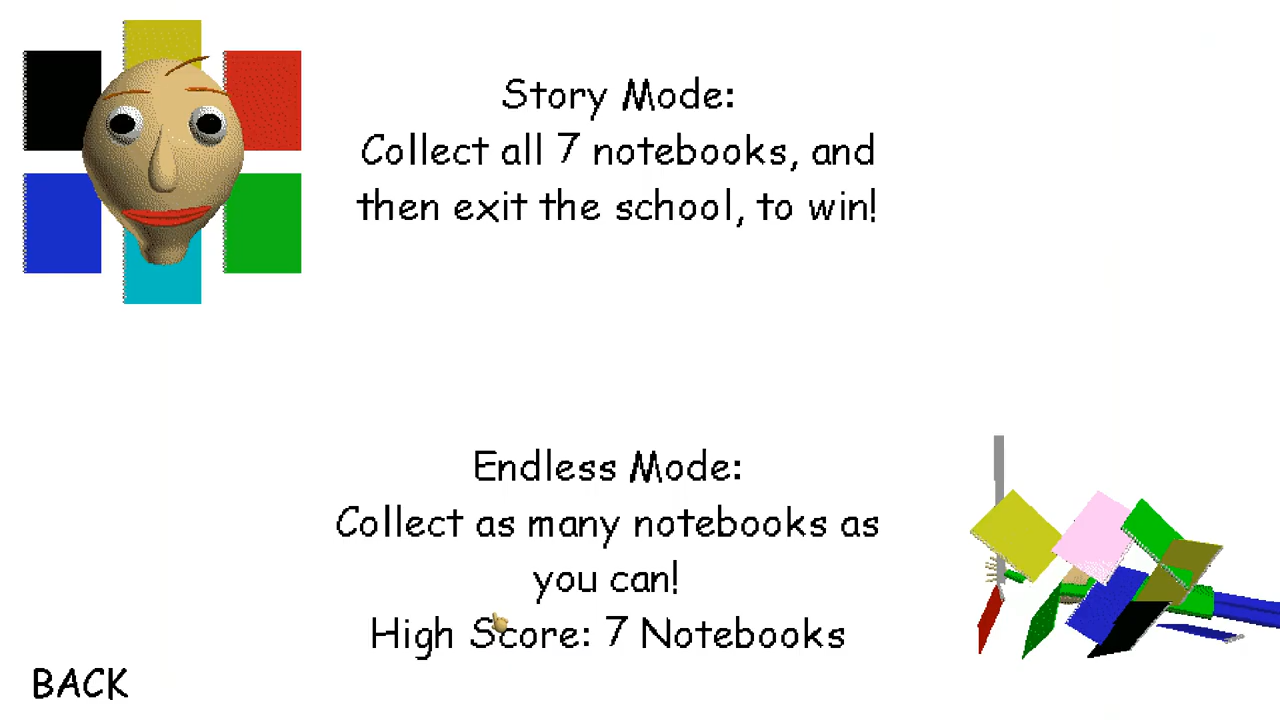 Story Mode:
Collect all 7 notebooks, and
then exit the school, to win!
Endless Mode:
Collect as many notebooks as
you can!
High Score: 7 Notebooks
BACK